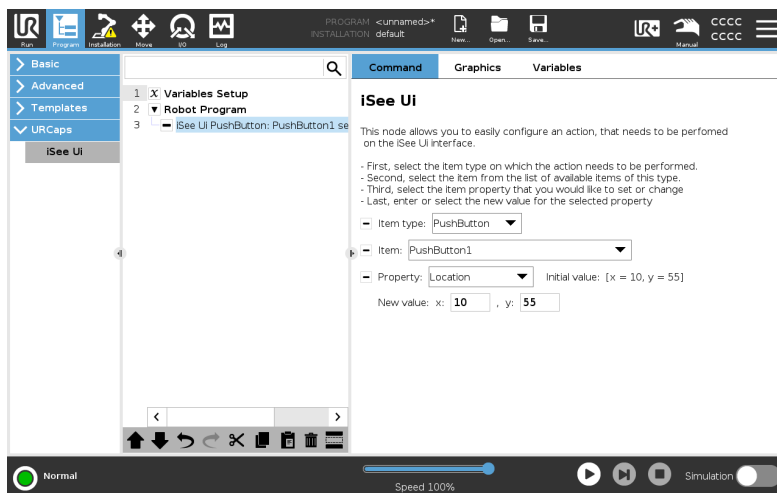 PROGRAM <unnamed>*
INSTALLATION default
UR
Run
Program
Installation
Move
I/O
Log
New...
Open...
Save...
UR+
Manual
CCCC
CCCC
Basic
Advanced
Templates
URCaps
iSee Ui
1 X Variables Setup
2 Robot Program
3 iSee Ui PushButton: PushButton1 se
Command Graphics Variables
iSee Ui
This node allows you to easily configure an action, that needs to be perfomed
on the iSee Ui interface.
- First, select the item type on which the action needs to be performed.
- Second, select the item from the list of available items of this type.
- Third, select the item property that you would like to set or change
- Last, enter or select the new value for the selected property
Item type: PushButton
Item: PushButton1
Property: Location Initial value: [x = 10, y = 55]
New value: x: 10 , y: 55
Normal
Speed 100%
Simulation